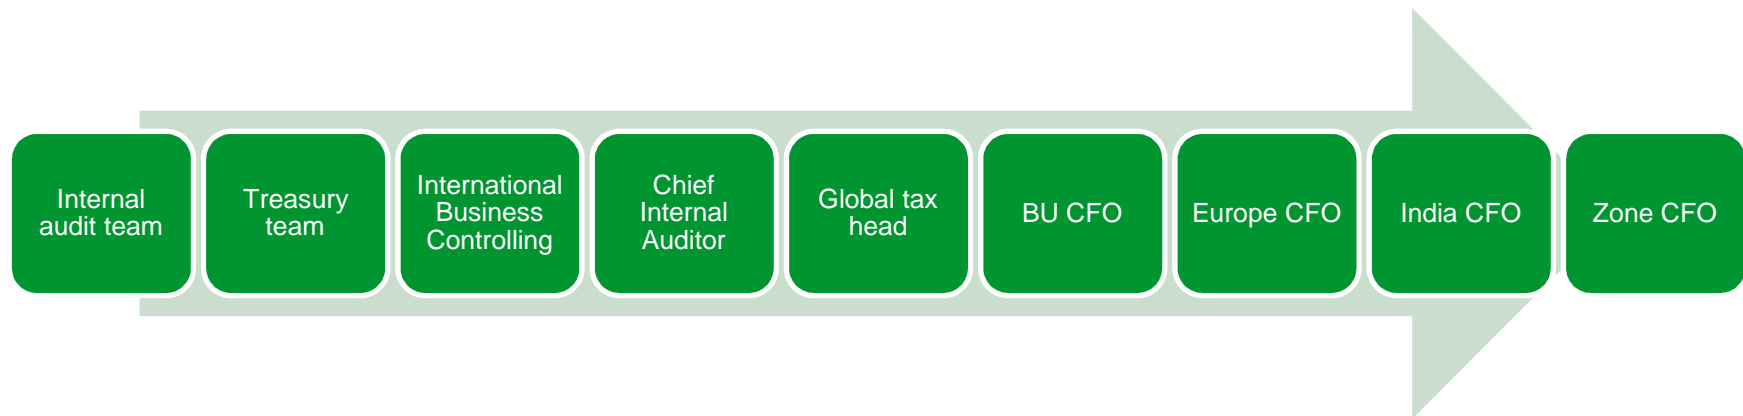 Internal
audit team
Treasury
team
International
Business
Controlling
Chief
Internal
Auditor
Global tax
head
BU CFO
Europe CFO
India CFO
Zone CFO